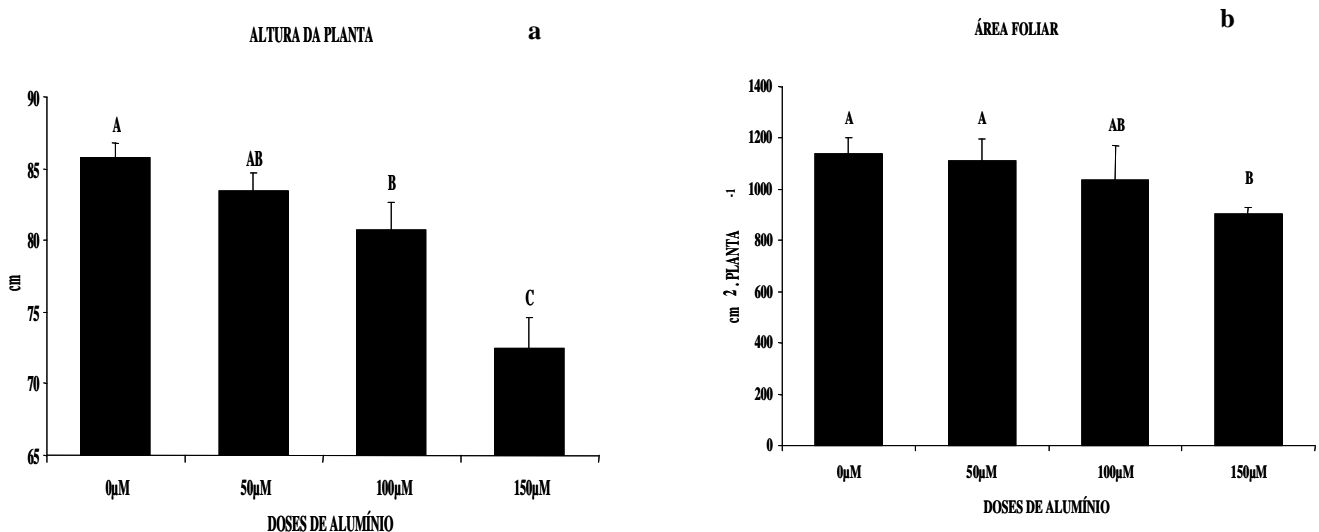 ALTURA DA PLANTA
a
90
85
80
75
70
65
cm
A
AB
B
C
0µM 50µM 100µM 150µM
DOSES DE ALUMÍNIO
ÁREA FOLIAR
b
1400
1200
1000
800
600
400
200
0
cm 2 . PLANTA -1
A
A
AB
B
0µM 50µM 100µM 150µM
DOSES DE ALUMÍNIO